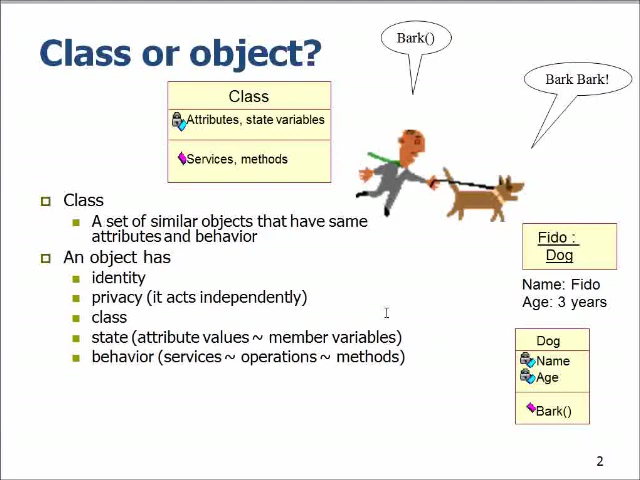 Class or object?
Bark()
Bark Bark!
Class
Attributes, state variables
Services, methods
Class
A set of similar objects that have same
attributes and behavior
An object has
identity
privacy (it acts independently)
class
state (attribute values ~ member variables)
behavior (services ~ operations ~ methods)
Fido :
Dog
Name: Fido
Age: 3 years
Dog
Name
Age
Bark()
2